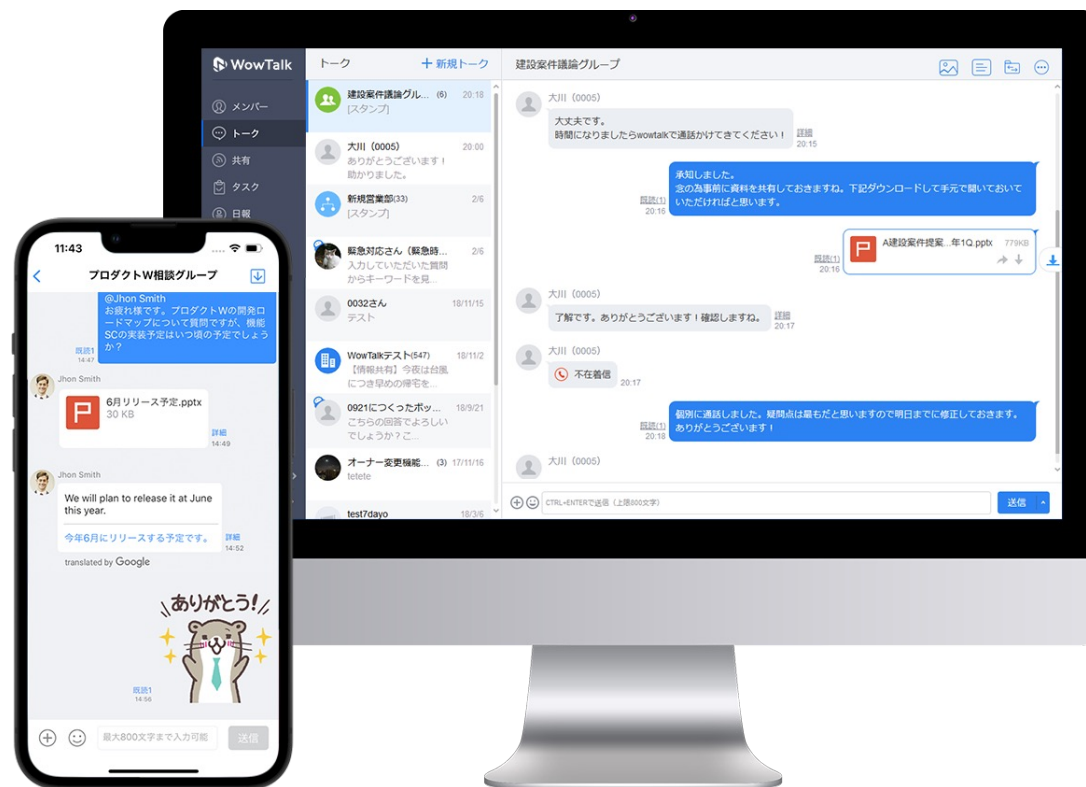 WowTalk
メンバー
トーク
共有
タスク
日報
トーク
＋ 新規トーク
建設案件議論グル... (6) 20:18
[スタンプ]
大川（0005） 20:00
ありがとうございます！
助かりました。
新規営業部(33) 2/6
[スタンプ]
緊急対応さん（緊急時... 2/6
入力していただいた質問
からキーワードを見...
0032さん 18/11/15
テスト
WowTalkテスト(547) 18/11/2
【情報共有】今夜は台風
につき早めの帰宅を...
0921につくったボッ... 18/9/21
こちらの回答でよろしい
でしょうか？こ...
オーナー変更機能... (3) 17/11/16
tetete
test7dayo 18/3/6
建設案件議論グループ
大川（0005）
大丈夫です。
時間になりましたらwowtalkで通話かけてきてください！
詳細
20:15
承知しました。
念の為事前に資料を共有しておきますね。下記ダウンロードして手元で開いておいて
いただければと思います。
既読(1)
20:16
A建設案件提案...年1Q.pptx 779KB
既読(1)
20:16
大川（0005）
了解です。ありがとうございます！確認しますね。
詳細
20:17
大川（0005）
不在着信
20:17
個別に通話しました。疑問点は最もだと思いますので明日までに修正しておきます。
ありがとうございます！
既読(1)
20:18
大川（0005）
CTRL+ENTERで送信（上限800文字）
送信
11:43
プロダクトW相談グループ
@Jhon Smith
お疲れ様です。プロダクトWの開発ロ
ードマップについて質問ですが、機能
SCの実装予定はいつ頃の予定でしょう
か？
既読1
14:47
Jhon Smith
P
6月リリース予定.pptx
30 KB
詳細
14:49
Jhon Smith
We will plan to release it at June
this year.
今年6月にリリースする予定です。
詳細
14:52
translated by Google
ありがとう!
既読1
14:56
最大800文字まで入力可能
送信